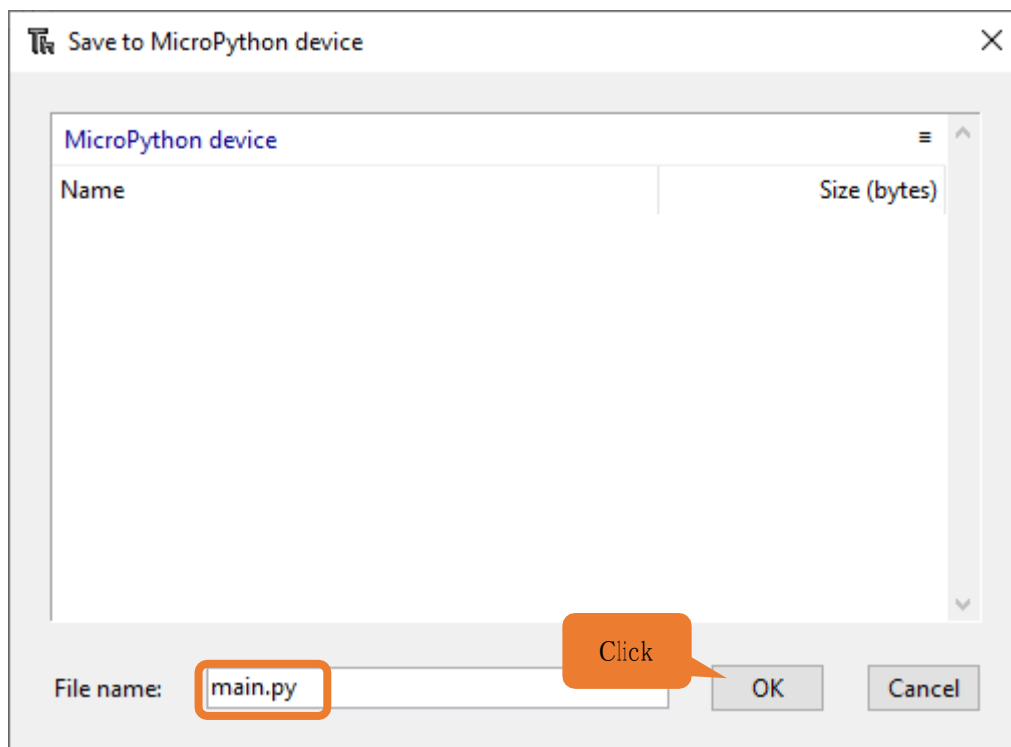 Save to MicroPython device
MicroPython device
Name Size (bytes)
Click
File name: main.py OK Cancel